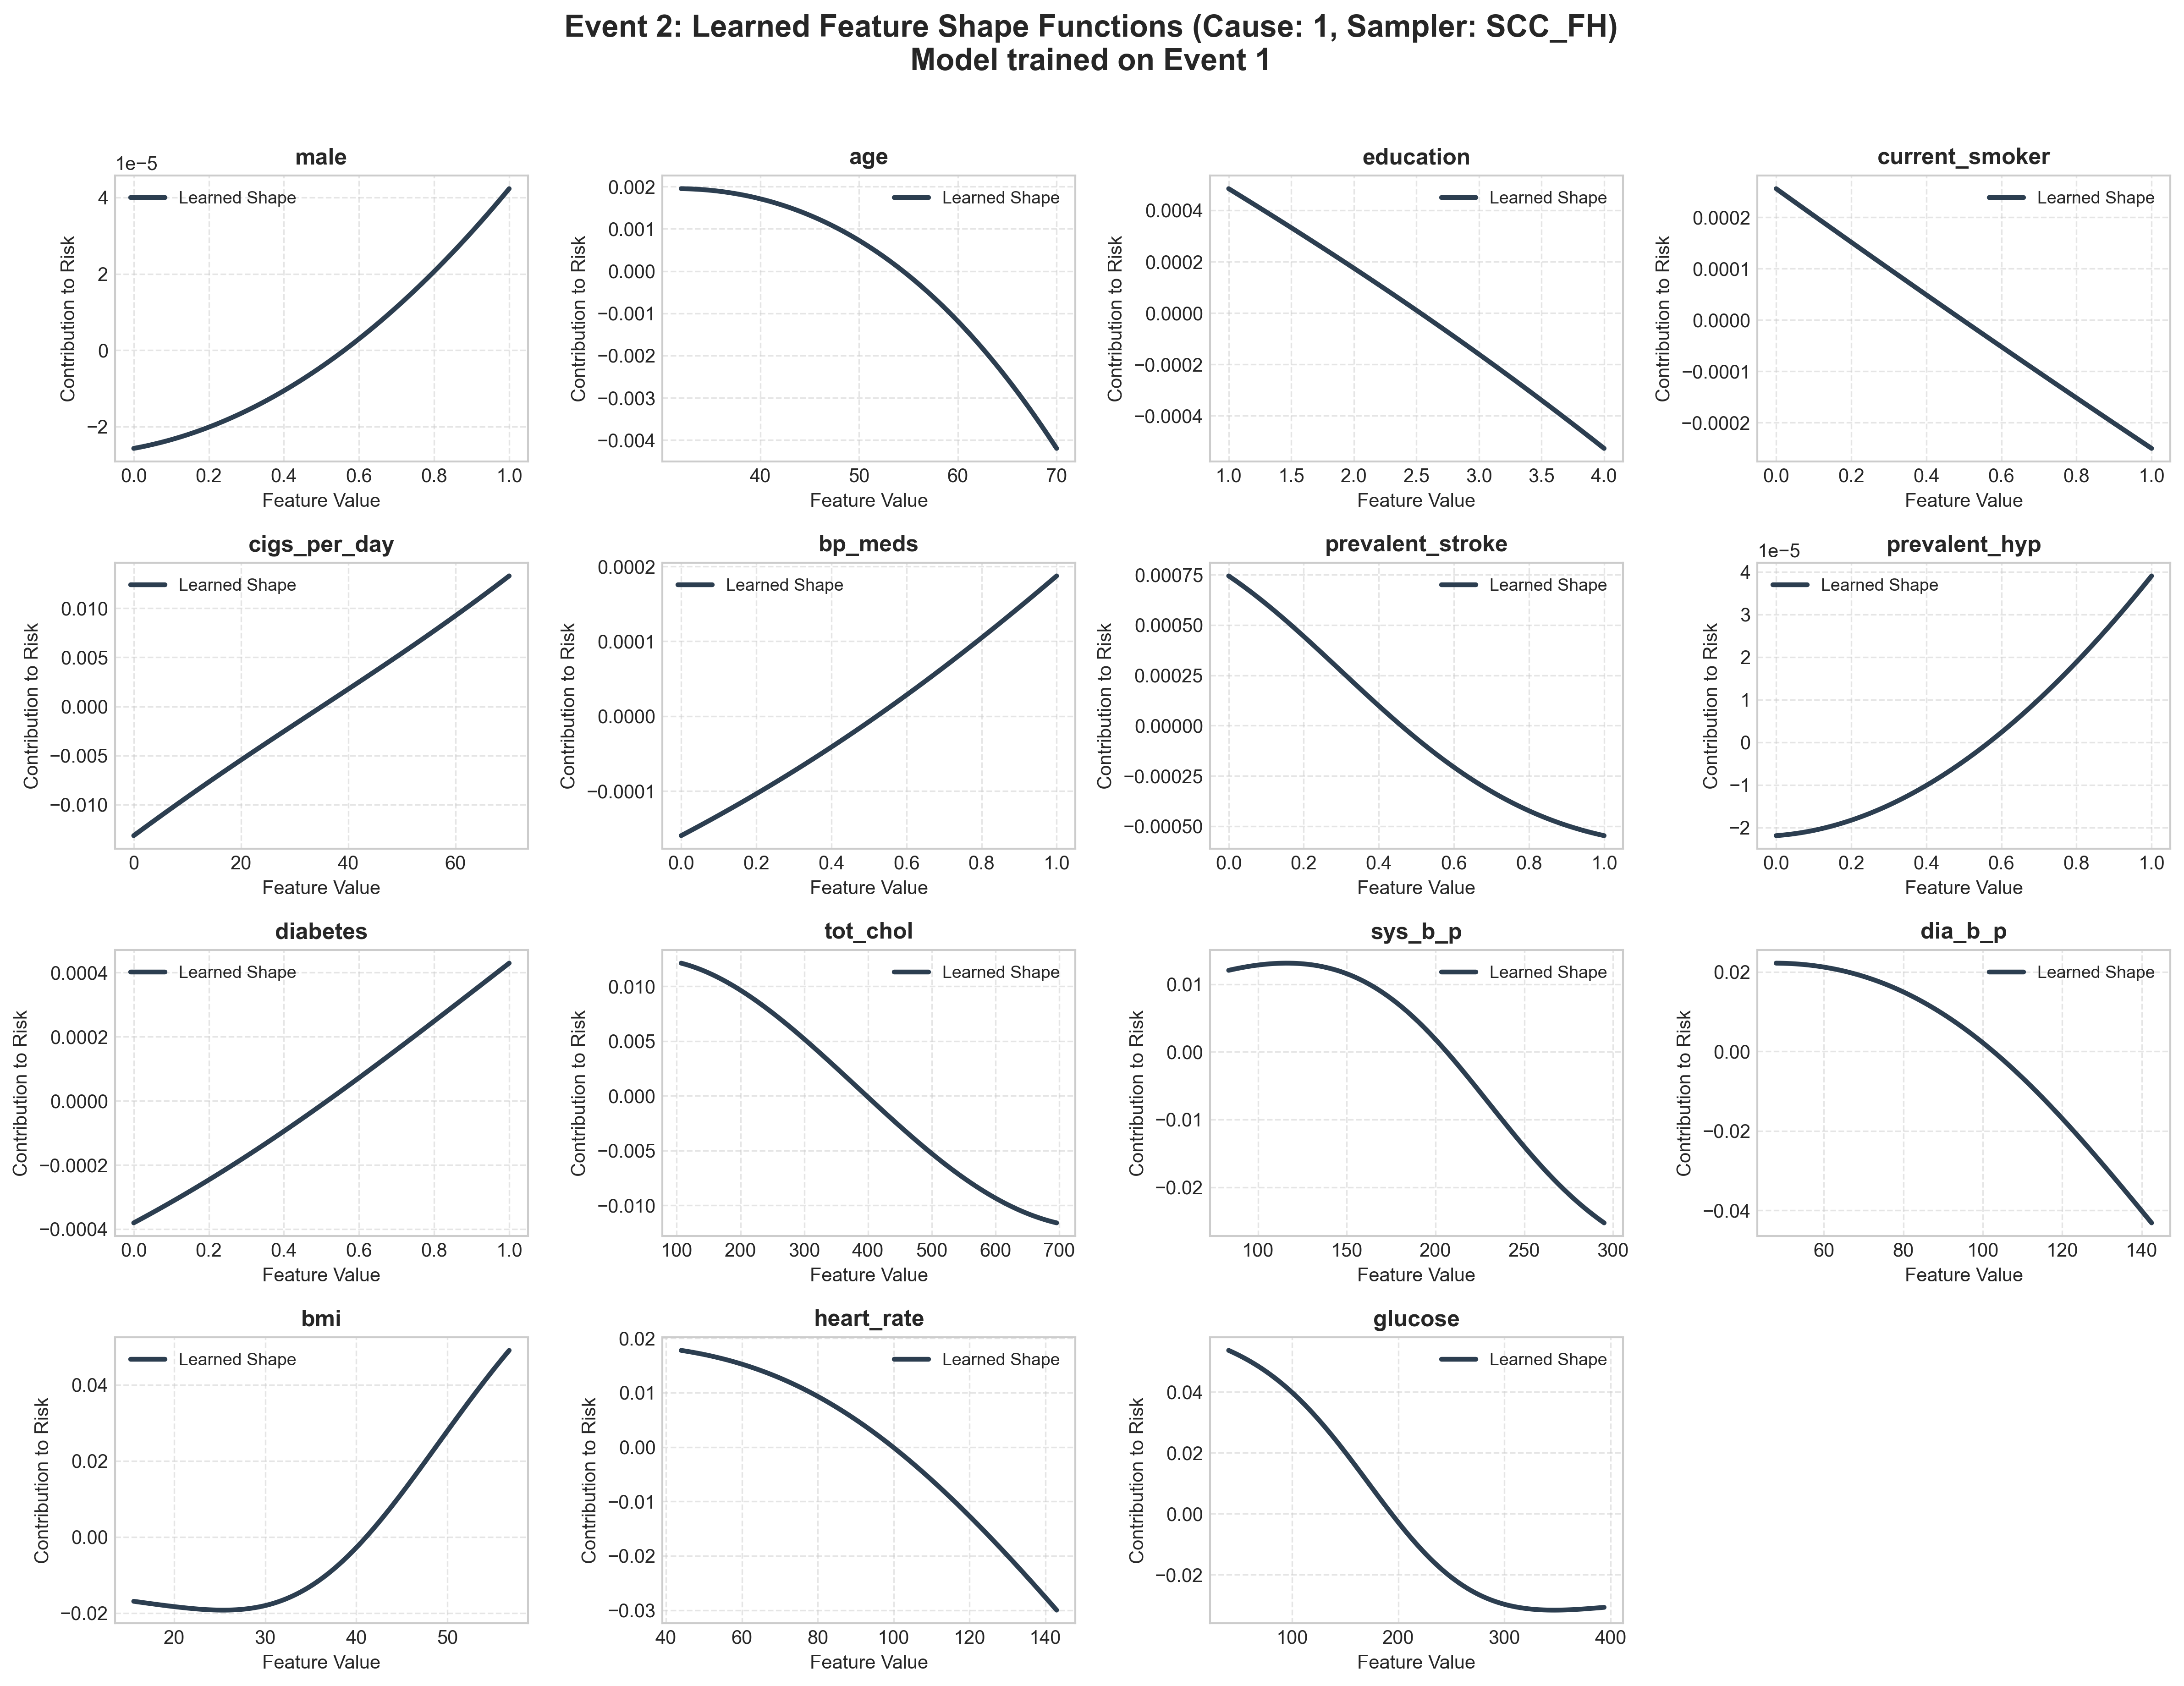 Event 2: Learned Feature Shape Functions (Cause: 1, Sampler: SCC_FH)
Model trained on Event 1
male
1e−5
Learned Shape
Contribution to Risk
4
2
0
−2
0.0 0.2 0.4 0.6 0.8 1.0
Feature Value
age
Learned Shape
Contribution to Risk
0.002
0.001
0.000
−0.001
−0.002
−0.003
−0.004
40 50 60 70
Feature Value
education
Learned Shape
Contribution to Risk
0.0004
0.0002
0.0000
−0.0002
−0.0004
1.0 1.5 2.0 2.5 3.0 3.5 4.0
Feature Value
current_smoker
Learned Shape
Contribution to Risk
0.0002
0.0001
0.0000
−0.0001
−0.0002
0.0 0.2 0.4 0.6 0.8 1.0
Feature Value
cigs_per_day
Learned Shape
Contribution to Risk
0.010
0.005
0.000
−0.005
−0.010
0 20 40 60
Feature Value
bp_meds
Learned Shape
Contribution to Risk
0.0002
0.0001
0.0000
−0.0001
0.0 0.2 0.4 0.6 0.8 1.0
Feature Value
prevalent_stroke
Learned Shape
Contribution to Risk
0.00075
0.00050
0.00025
0.00000
−0.00025
−0.00050
0.0 0.2 0.4 0.6 0.8 1.0
Feature Value
prevalent_hyp
1e−5
Learned Shape
Contribution to Risk
4
3
2
1
0
−1
−2
0.0 0.2 0.4 0.6 0.8 1.0
Feature Value
diabetes
Learned Shape
Contribution to Risk
0.0004
0.0002
0.0000
−0.0002
−0.0004
0.0 0.2 0.4 0.6 0.8 1.0
Feature Value
tot_chol
Learned Shape
Contribution to Risk
0.010
0.005
0.000
−0.005
−0.010
100 200 300 400 500 600 700
Feature Value
sys_b_p
Learned Shape
Contribution to Risk
0.01
0.00
−0.01
−0.02
100 150 200 250 300
Feature Value
dia_b_p
Learned Shape
Contribution to Risk
0.02
0.00
−0.02
−0.04
60 80 100 120 140
Feature Value
bmi
Learned Shape
Contribution to Risk
0.04
0.02
0.00
−0.02
20 30 40 50
Feature Value
heart_rate
Learned Shape
Contribution to Risk
0.02
0.01
0.00
−0.01
−0.02
−0.03
40 60 80 100 120 140
Feature Value
glucose
Learned Shape
Contribution to Risk
0.04
0.02
0.00
−0.02
100 200 300 400
Feature Value